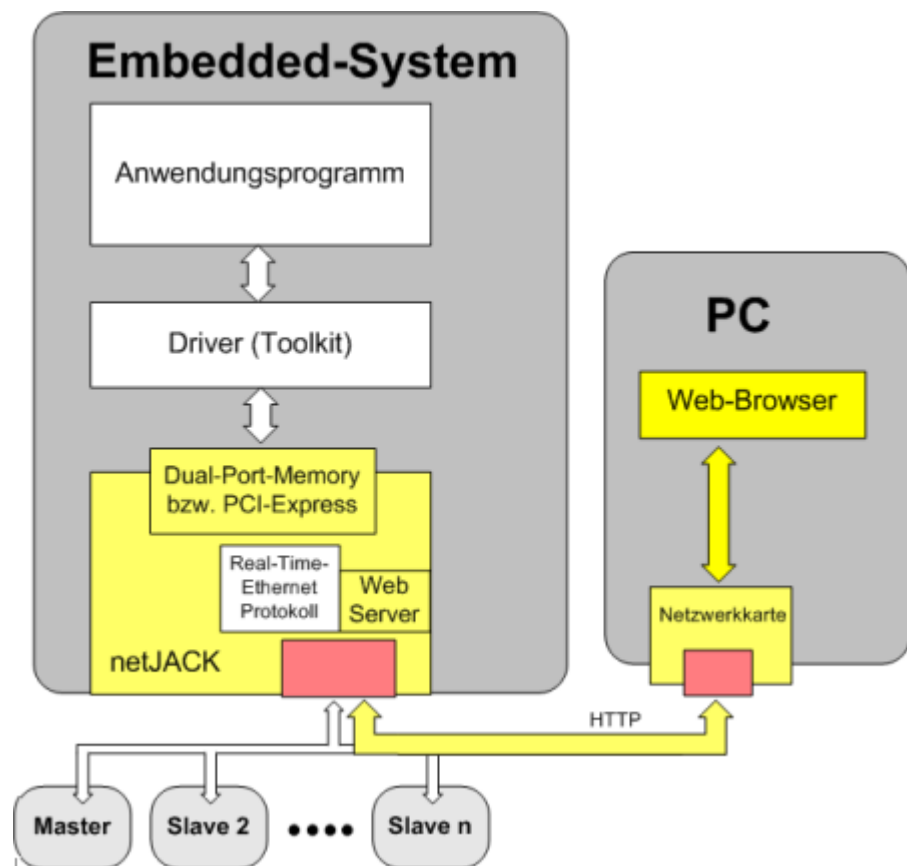 Embedded-System
Anwendungsprogramm
Driver (Toolkit)
Dual-Port-Memory
bzw. PCI-Express
Real-Time-
Ethernet
Protokoll
Web
Server
netJACK
PC
Web-Browser
Netzwerkkarte
HTTP
Master
Slave 2
Slave n